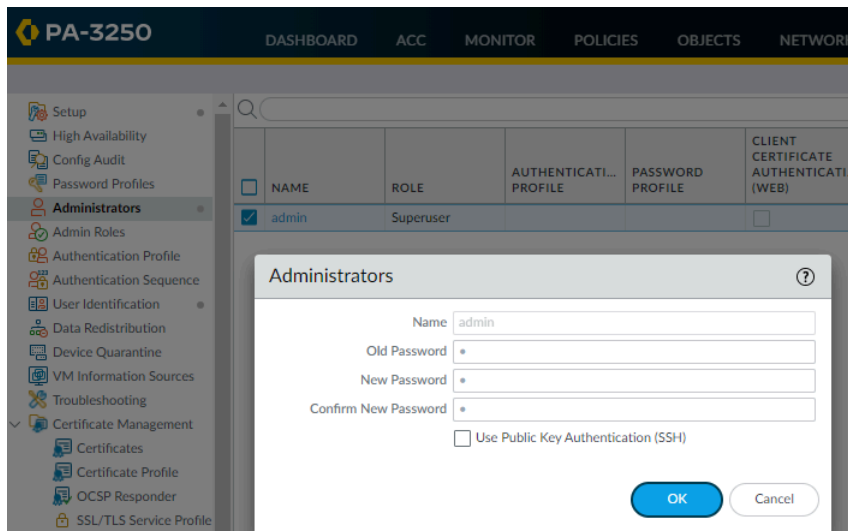 PA-3250
DASHBOARD ACC MONITOR POLICIES OBJECTS NETWOR
Setup
High Availability
Config Audit
Password Profiles
Administrators
Admin Roles
Authentication Profile
Authentication Sequence
User Identification
Data Redistribution
Device Quarantine
VM Information Sources
Troubleshooting
Certificate Management
Certificates
Certificate Profile
OCSP Responder
SSL/TLS Service Profile
NAME
ROLE
AUTHENTICATI...
PROFILE
PASSWORD
PROFILE
CLIENT
CERTIFICATE
AUTHENTICATI
(WEB)
admin Superuser
Administrators
Name admin
Old Password
New Password
Confirm New Password
Use Public Key Authentication (SSH)
OK Cancel